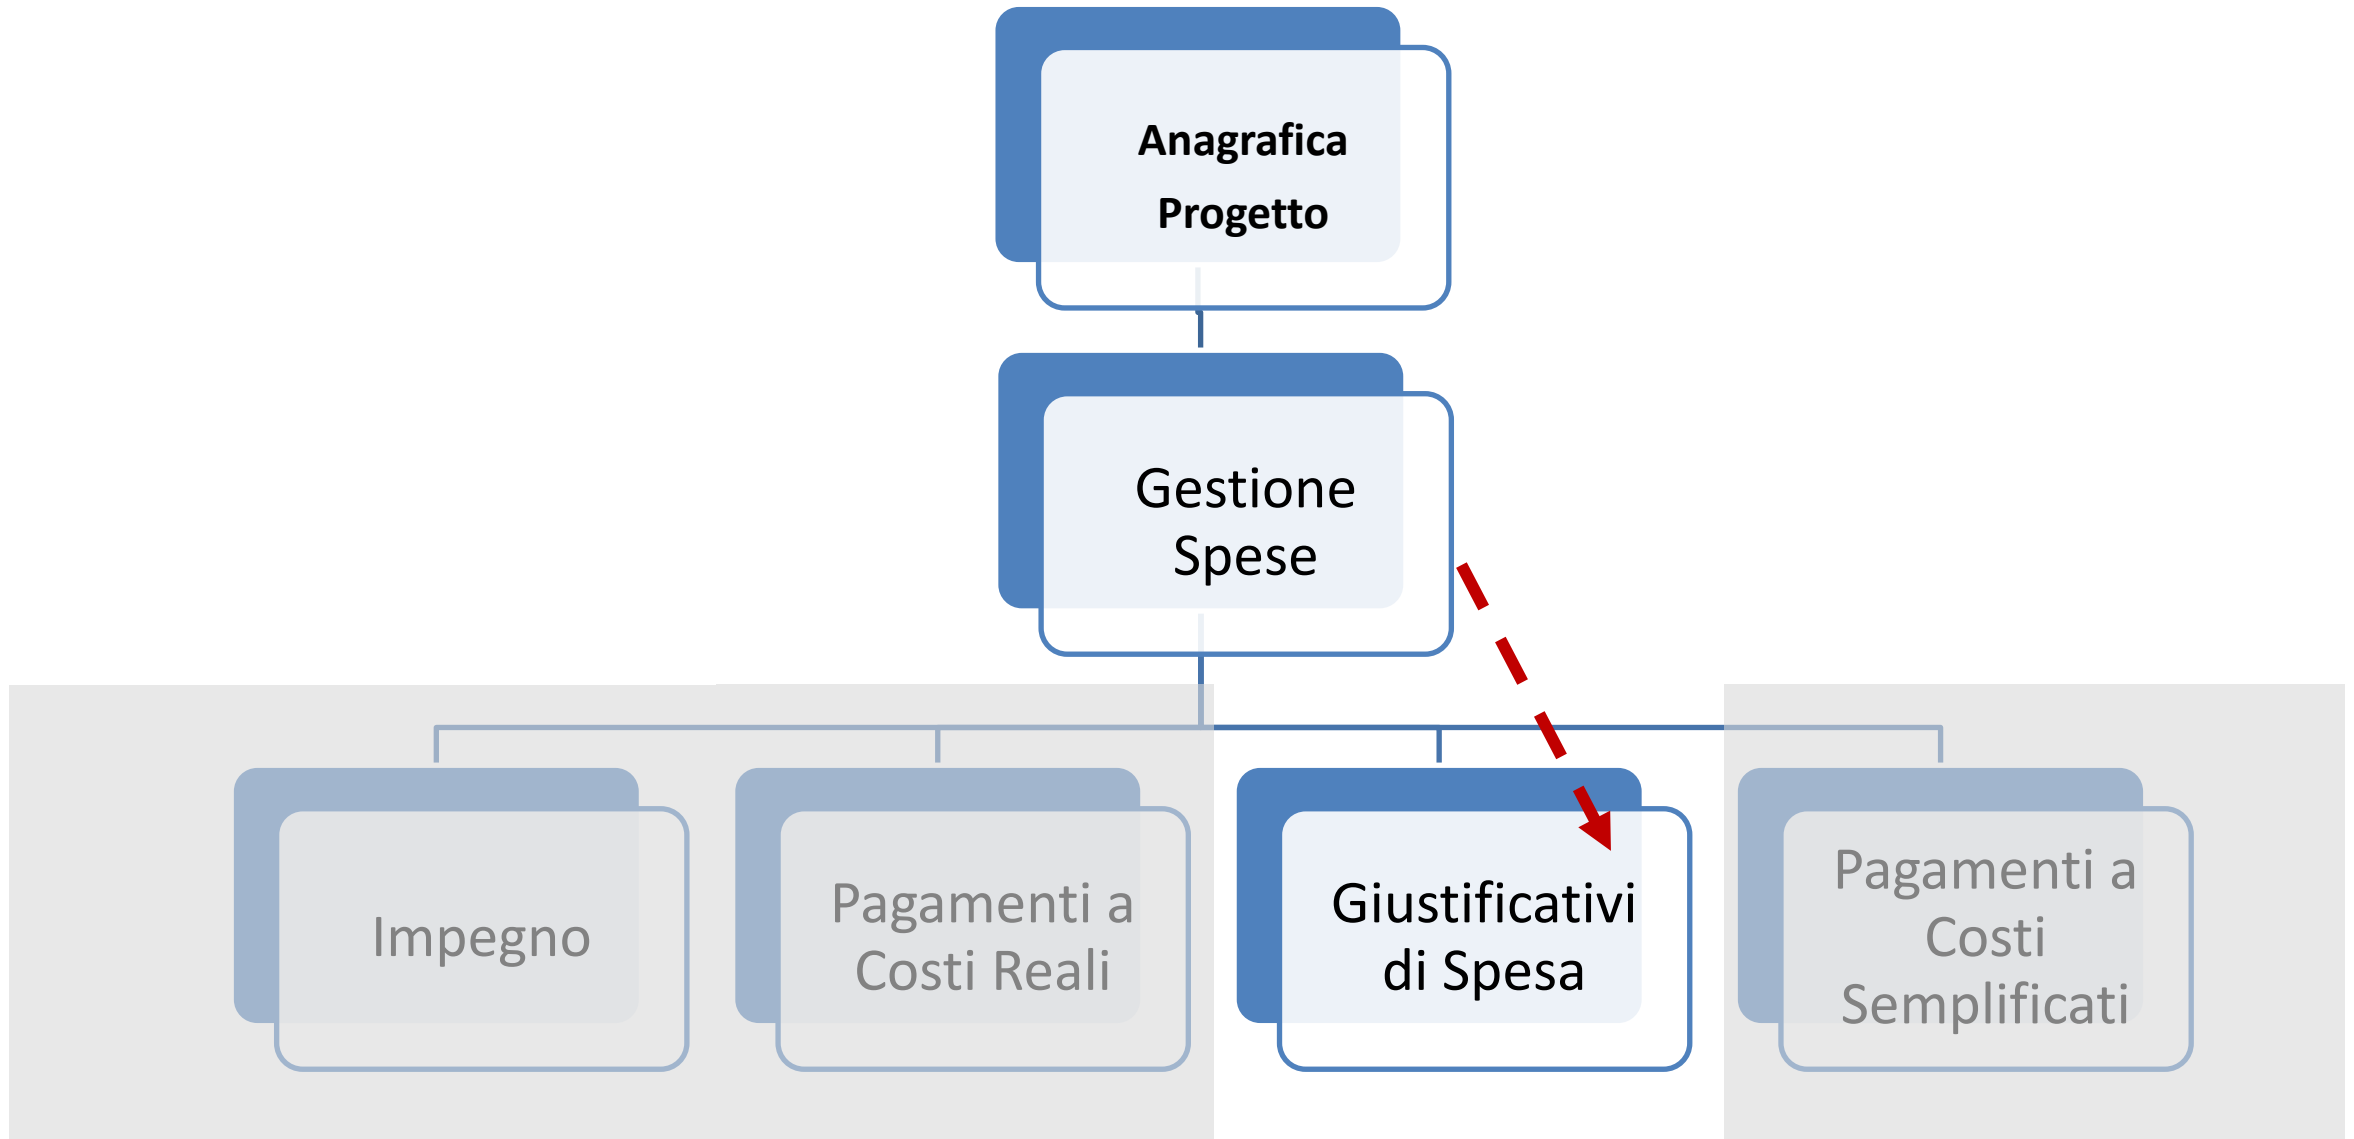 Anagrafica
Progetto
Gestione
Spese
Impegno
Pagamenti a
Costi Reali
Giustificativi
di Spesa
Pagamenti a
Costi
Semplificati